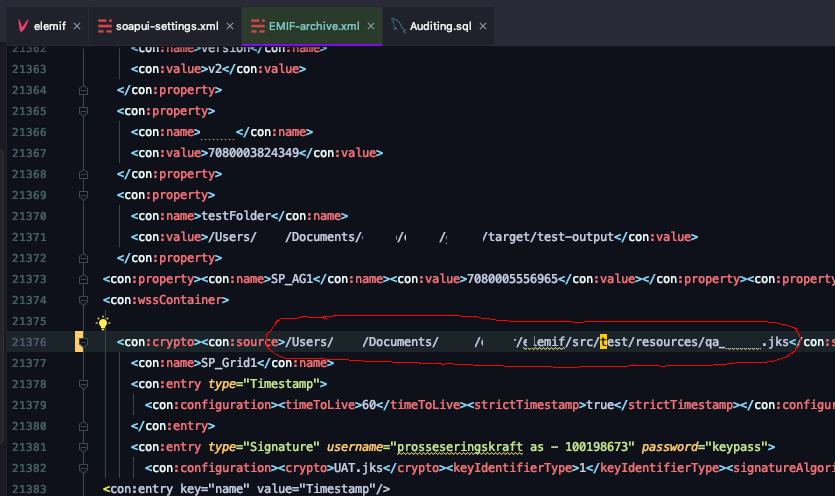 elemif × soapui-settings.xml × EMIF-archive.xml × Auditing.sql ×
21362 <con:name>version</con:name>
21363 <con:value>v2</con:value>
21364 </con:property>
21365 <con:property>
21366 <con:name> </con:name>
21367 <con:value>7080003824349</con:value>
21368 </con:property>
21369 <con:property>
21370 <con:name>testFolder</con:name>
21371 <con:value>/Users/ /Documents/ / / /target/test-output</con:value>
21372 </con:property>
21373 <con:property><con:name>SP_AG1</con:name><con:value>7080005556965</con:value></con:property><con:property
21374 <con:wssContainer>
21375
21376 <con:crypto><con:source>/Users/ /Documents/ / /elemif/src/test/resources/qa_ .jks</con:s
21377 <con:name>SP_Grid1</con:name>
21378 <con:entry type="Timestamp">
21379 <con:configuration><timeToLive>60</timeToLive><strictTimestamp>true</strictTimestamp></con:configu
21380 </con:entry>
21381 <con:entry type="Signature" username="prosseseringskraft as - 100198673" password="keypass">
21382 <con:configuration><crypto>UAT.jks</crypto><keyIdentifierType>1</keyIdentifierType><signatureAlgori
21383 <con:entry key="name" value="Timestamp"/>